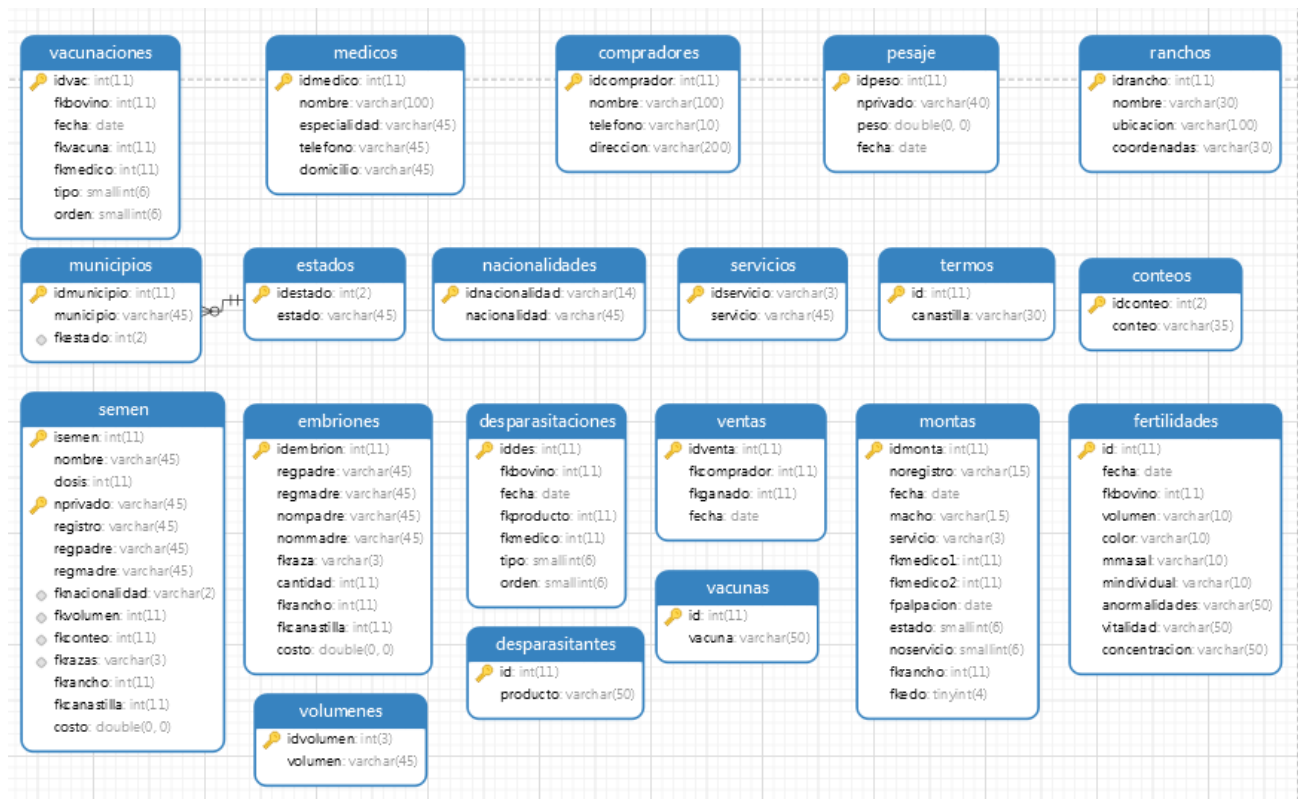 vacunaciones
idvac: int(11)
fkbovino: int(11)
fecha: date
fkvacuna: int(11)
fkmedico: int(11)
tipo: smallint(6)
orden: smallint(6)
medicos
idmedico: int(11)
nombre: varchar(100)
especialidad: varchar(45)
telefono: varchar(45)
domicilio: varchar(45)
compradores
idcomprador: int(11)
nombre: varchar(100)
telefono: varchar(10)
direccion: varchar(200)
pesaje
idpeso: int(11)
nprivado: varchar(40)
peso: double(0, 0)
fecha: date
ranchos
idrancho: int(11)
nombre: varchar(30)
ubicacion: varchar(100)
coordenadas: varchar(30)
municipios
idmunicipio: int(11)
municipio: varchar(45)
fkestado: int(2)
estados
idestado: int(2)
estado: varchar(45)
nacionalidades
idnacionalidad: varchar(14)
nacionalidad: varchar(45)
servicios
idservicio: varchar(3)
servicio: varchar(45)
termos
id: int(11)
canastilla: varchar(30)
conteos
idconteo: int(2)
conteo: varchar(35)
semen
isemen: int(11)
nombre: varchar(45)
dosis: int(11)
nprivado: varchar(45)
registro: varchar(45)
regpadre: varchar(45)
regmadre: varchar(45)
fknacionalidad: varchar(2)
fkvolumen: int(11)
fkconteo: int(11)
fkrazas: varchar(3)
fkrancho: int(11)
fkcanastilla: int(11)
costo: double(0, 0)
embriones
idembrion: int(11)
regpadre: varchar(45)
regmadre: varchar(45)
nompadre: varchar(45)
nommadre: varchar(45)
fkraza: varchar(3)
cantidad: int(11)
fkrancho: int(11)
fkcanastilla: int(11)
costo: double(0, 0)
desparasitaciones
iddes: int(11)
fkbovino: int(11)
fecha: date
fkproducto: int(11)
fkmedico: int(11)
tipo: smallint(6)
orden: smallint(6)
ventas
idventa: int(11)
fkcomprador: int(11)
fkganado: int(11)
fecha: date
montas
idmonta: int(11)
noregistro: varchar(15)
fecha: date
macho: varchar(15)
servicio: varchar(3)
fkmedico1: int(11)
fkmedico2: int(11)
fpalpacion: date
estado: smallint(6)
noservicio: smallint(6)
fkrancho: int(11)
fkedo: tinyint(4)
fertilidades
id: int(11)
fecha: date
fkbovino: int(11)
volumen: varchar(10)
color: varchar(10)
mmasal: varchar(10)
mindividual: varchar(10)
anormalidades: varchar(50)
vitalidad: varchar(50)
concentracion: varchar(50)
vacunas
id: int(11)
vacuna: varchar(50)
desparasitantes
id: int(11)
producto: varchar(50)
volumenes
idvolumen: int(3)
volumen: varchar(45)